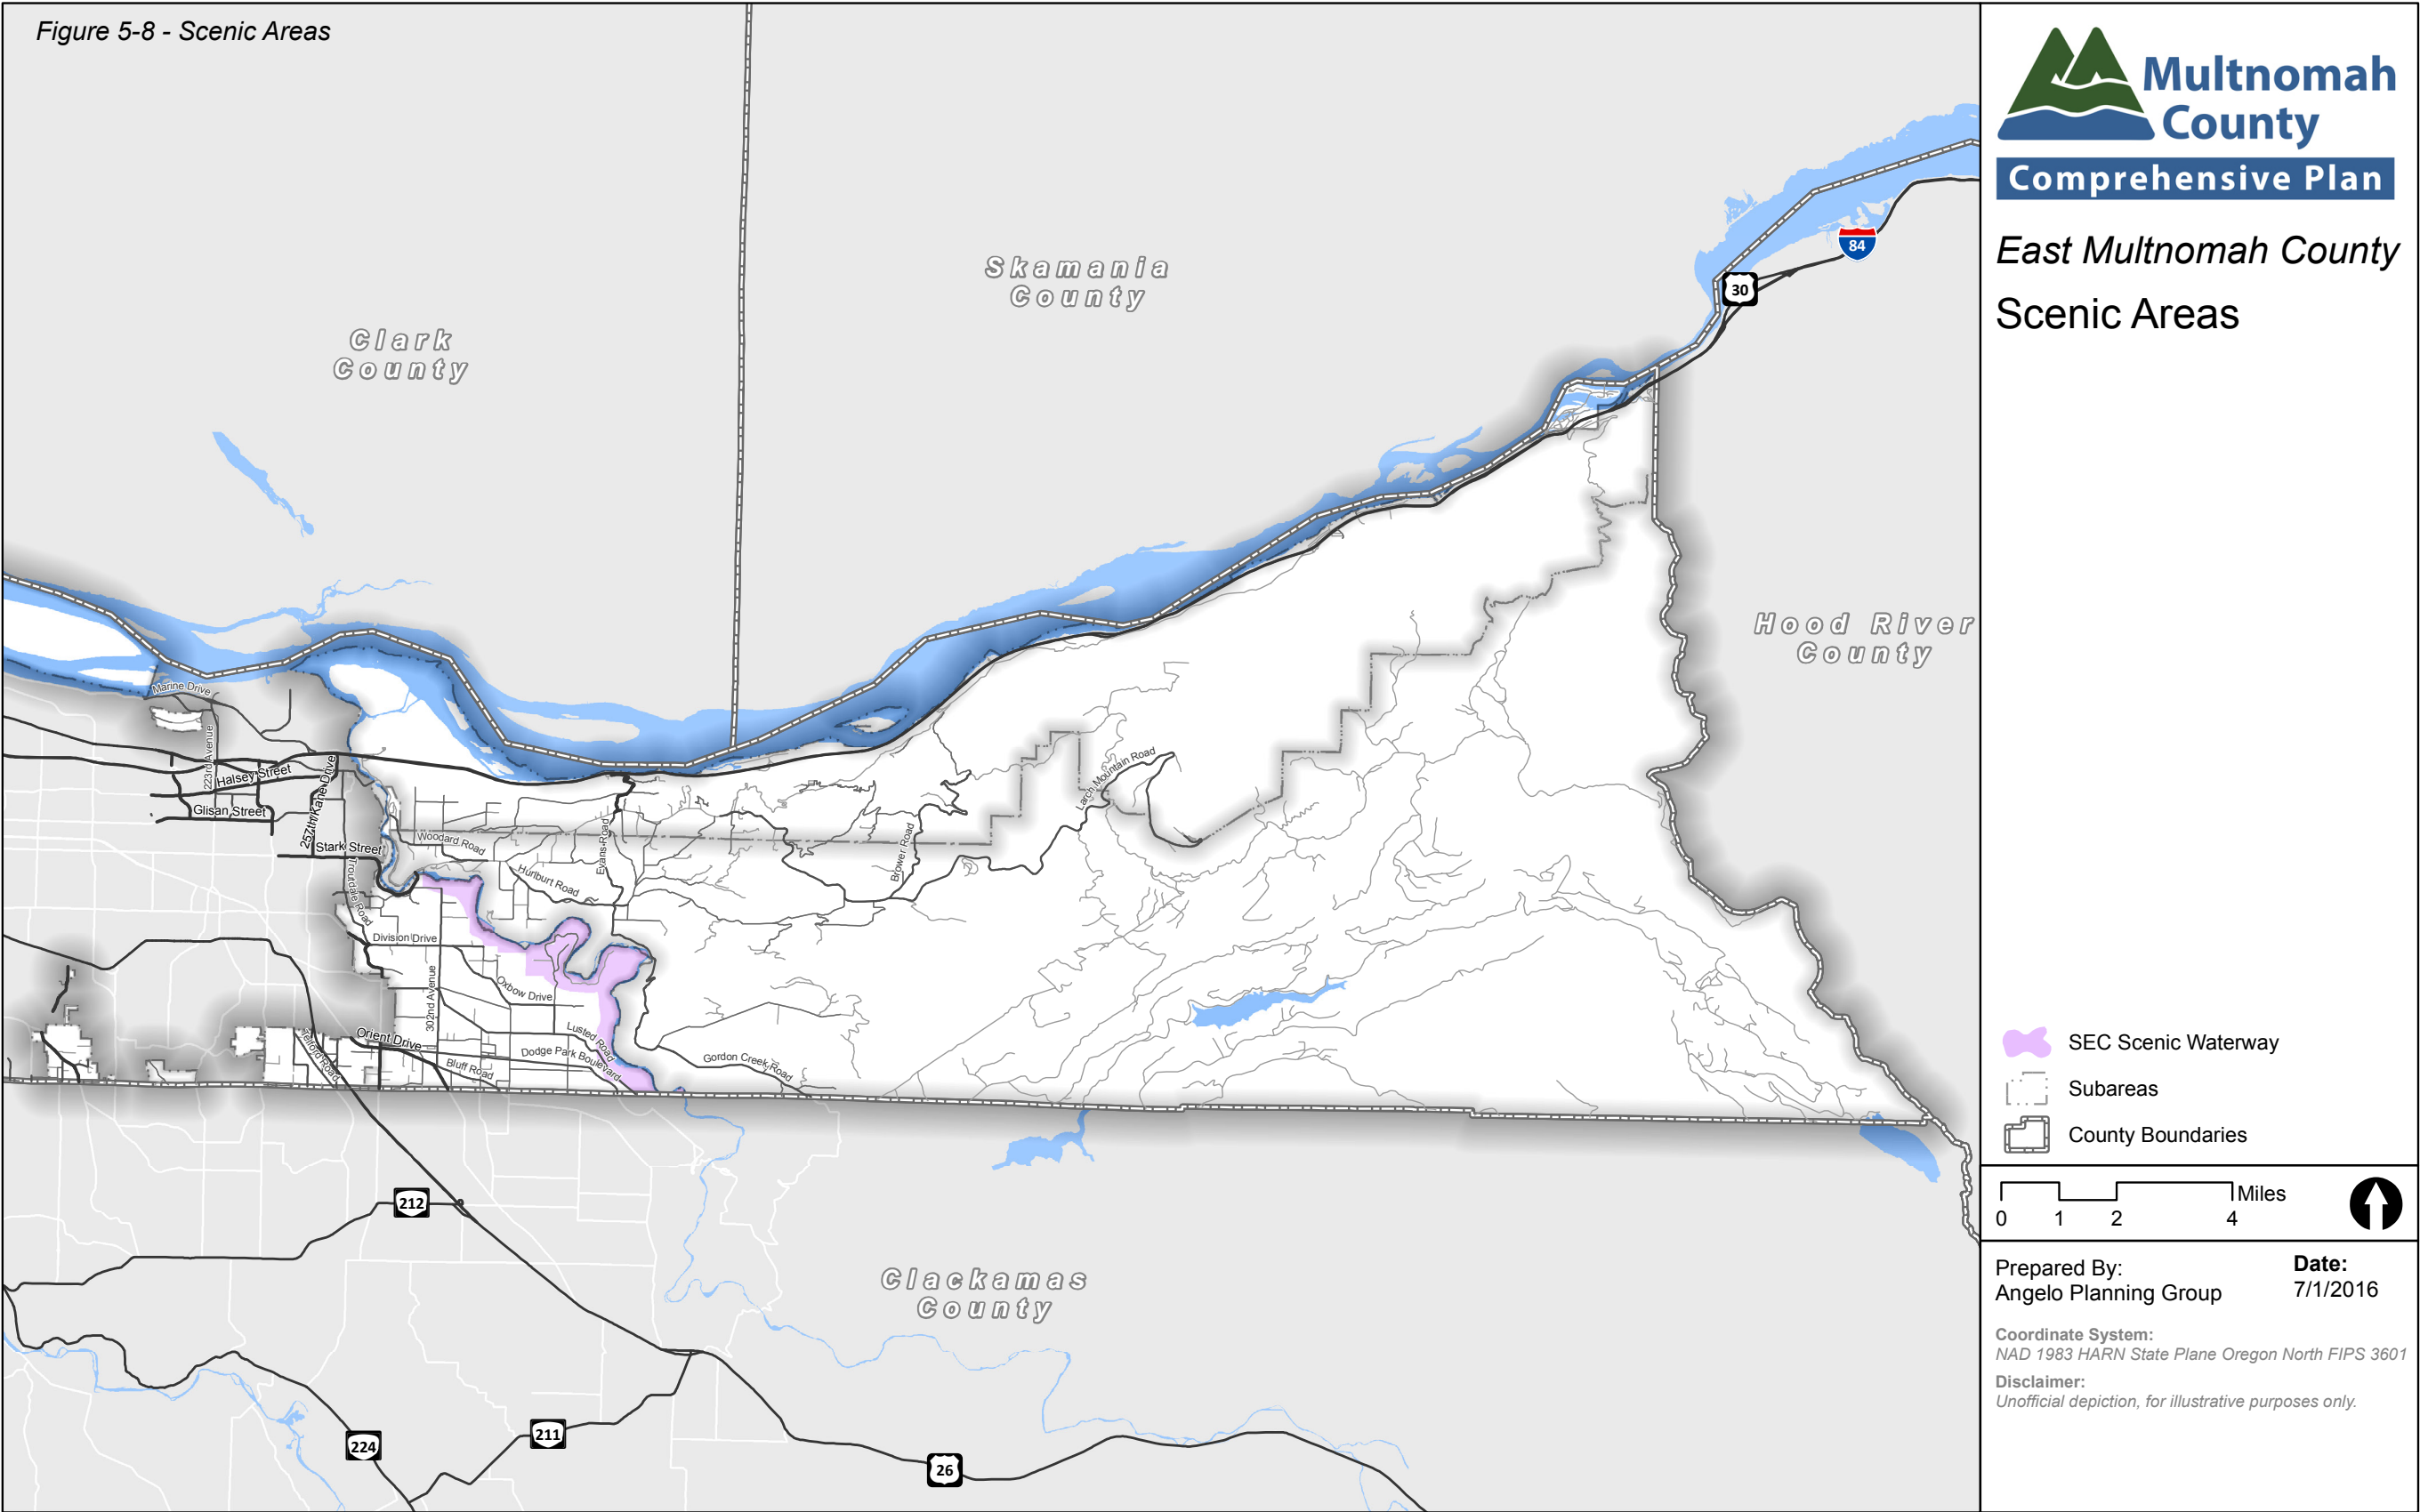 Figure 5-8 - Scenic Areas
Multnomah
County
Comprehensive Plan
East Multnomah County
Scenic Areas
Skamania
County
Clark
County
84
30
Hood River
County
Marine Drive
223rd Avenue
Halsey Street
257th/Kane Drive
Glisan Street
Stark Street
Troutdale Road
Woodard Road
Evans Road
Hurlburt Road
Brower Road
Larch Mountain Road
Division Drive
302nd Avenue
Oxbow Drive
Lusted Road
Orient Drive
Telford Road
Bluff Road
Dodge Park Boulevard
Gordon Creek Road
212
Clackamas
County
224
211
26
SEC Scenic Waterway
Subareas
County Boundaries
Miles
0 1 2 4
Prepared By:
Angelo Planning Group
Date:
7/1/2016
Coordinate System:
NAD 1983 HARN State Plane Oregon North FIPS 3601
Disclaimer:
Unofficial depiction, for illustrative purposes only.